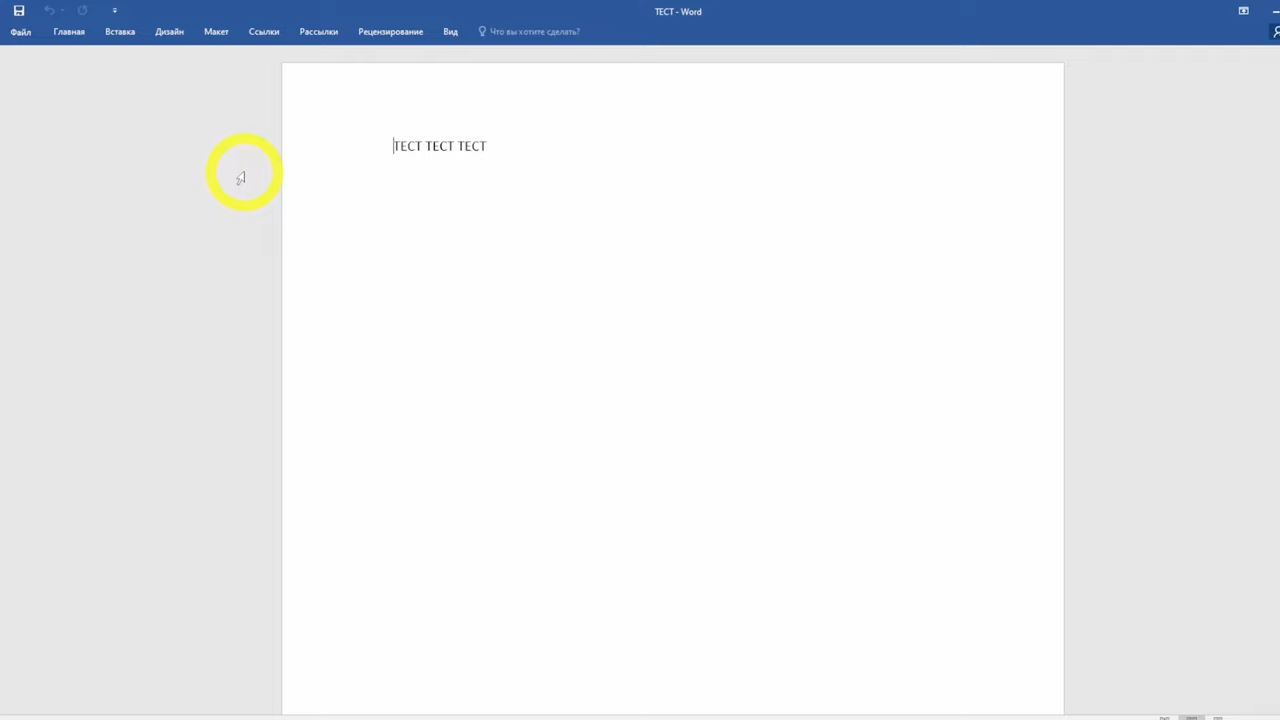 ТЕСТ - Word
Файл Главная Вставка Дизайн Макет Ссылки Рассылки Рецензирование Вид Что вы хотите сделать?
ТЕСТ ТЕСТ ТЕСТ